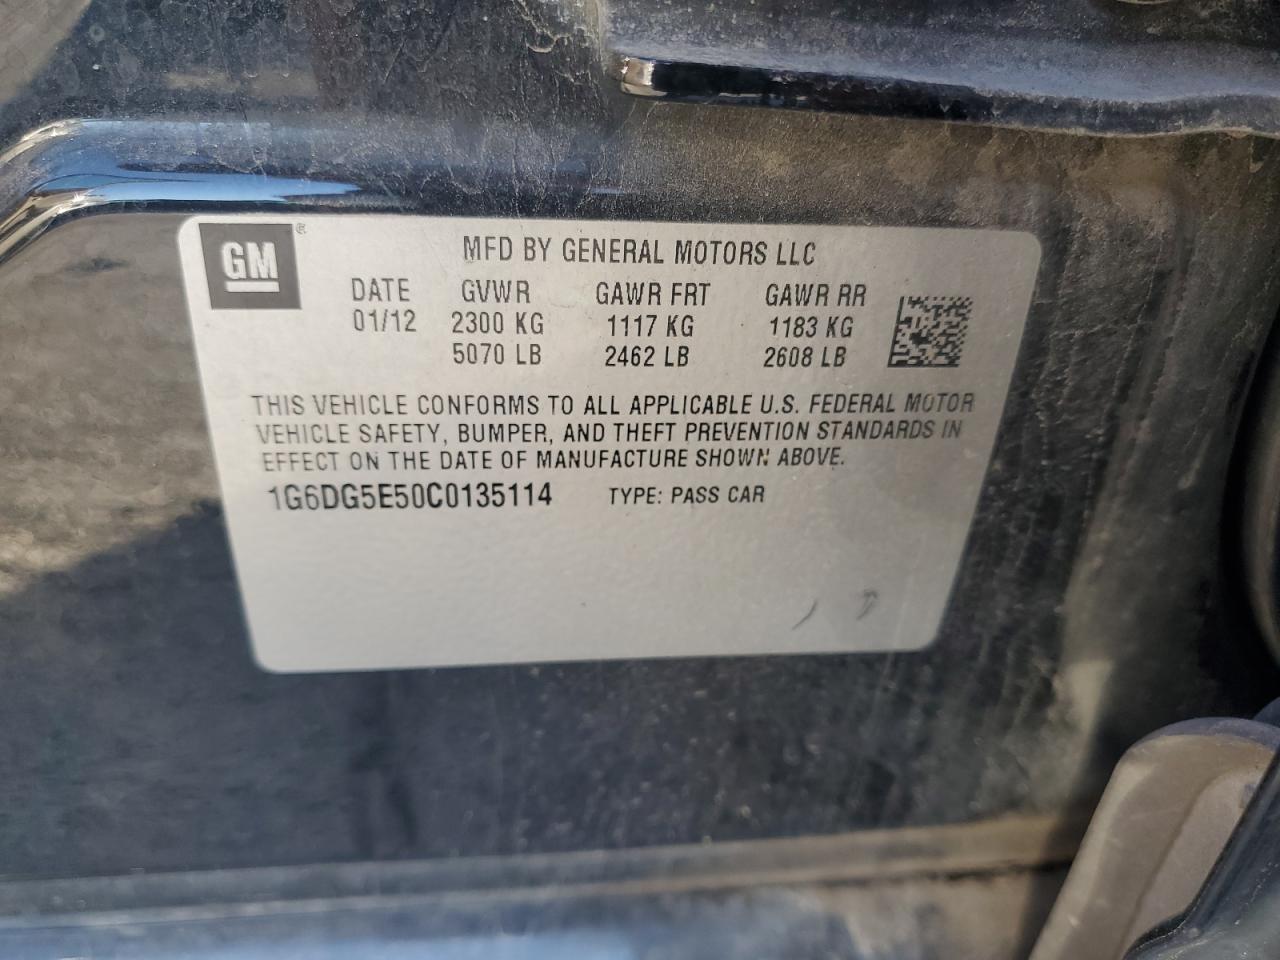 GM
MFD BY GENERAL MOTORS LLC
DATE GVWR GAWR FRT GAWR RR
01/12 2300 KG 1117 KG 1183 KG
5070 LB 2462 LB 2608 LB
THIS VEHICLE CONFORMS TO ALL APPLICABLE U.S. FEDERAL MOTOR
VEHICLE SAFETY, BUMPER, AND THEFT PREVENTION STANDARDS IN
EFFECT ON THE DATE OF MANUFACTURE SHOWN ABOVE.
1G6DG5E50C0135114 TYPE: PASS CAR